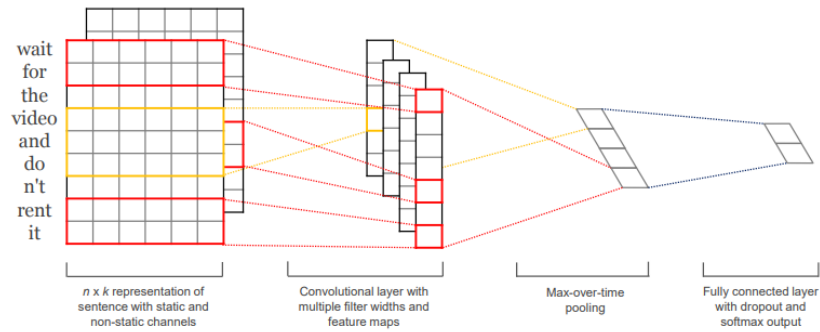 wait
for
the
video
and
do
n't
rent
it
n x k representation of
sentence with static and
non-static channels
Convolutional layer with
multiple filter widths and
feature maps
Max-over-time
pooling
Fully connected layer
with dropout and
softmax output